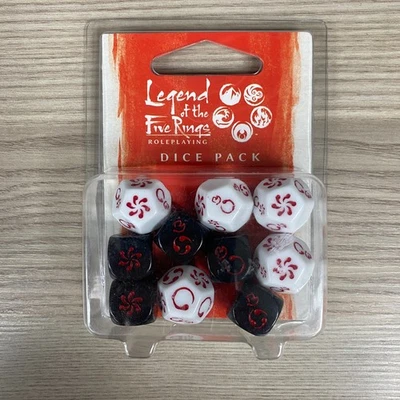 Legend
of the
Five Rings
ROLEPLAYING
DICE PACK